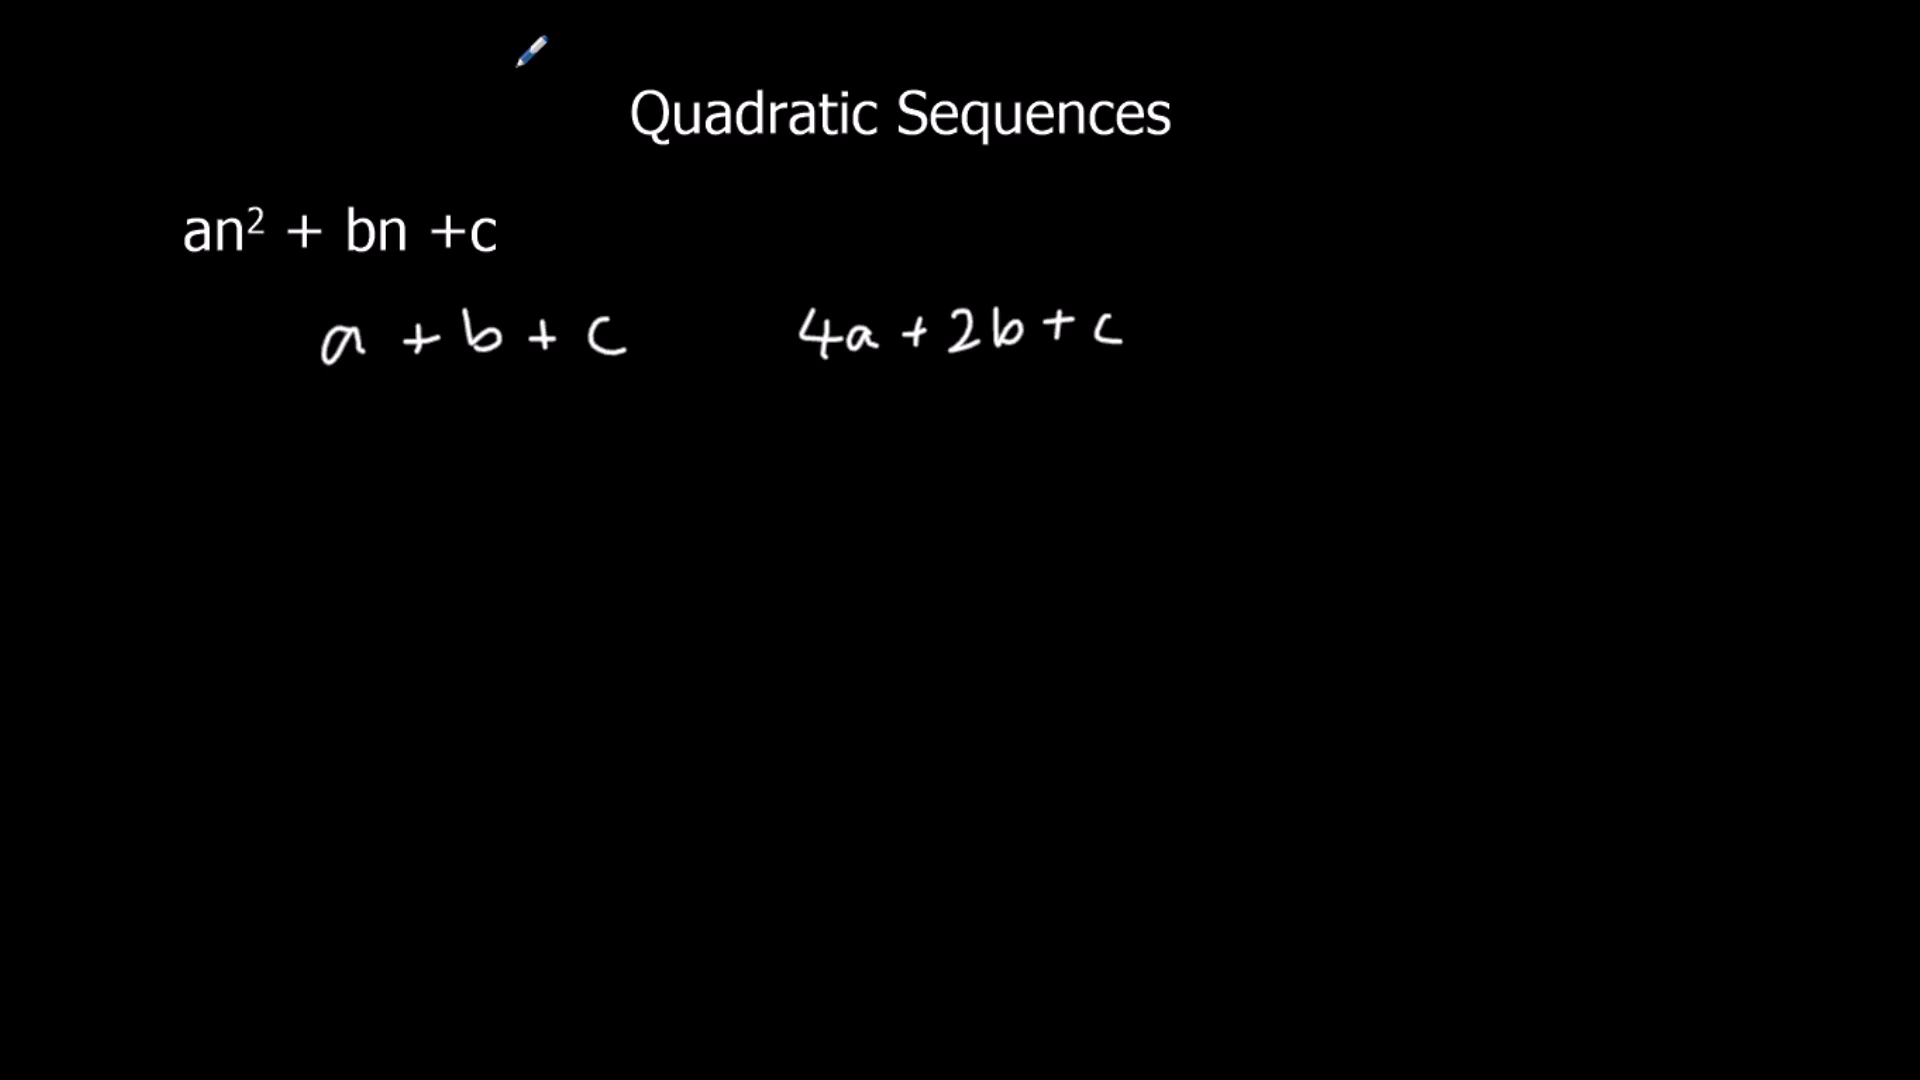 Quadratic Sequences
an² + bn +c
a + b + c 4a + 2b + c